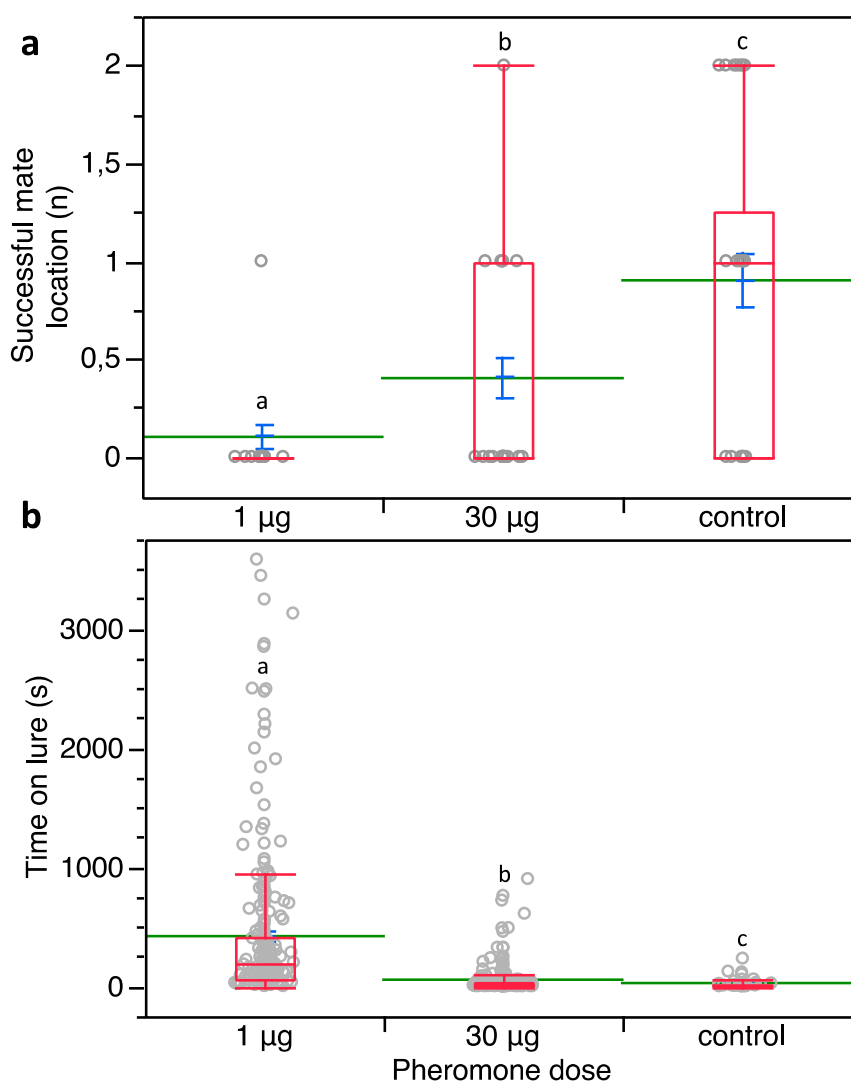 a
b
c
2
1,5
1
0,5
0
Successful mate
location (n)
a
1 µg
30 µg
control
b
3000
2000
1000
0
Time on lure (s)
a
b
c
1 µg
30 µg
control
Pheromone dose